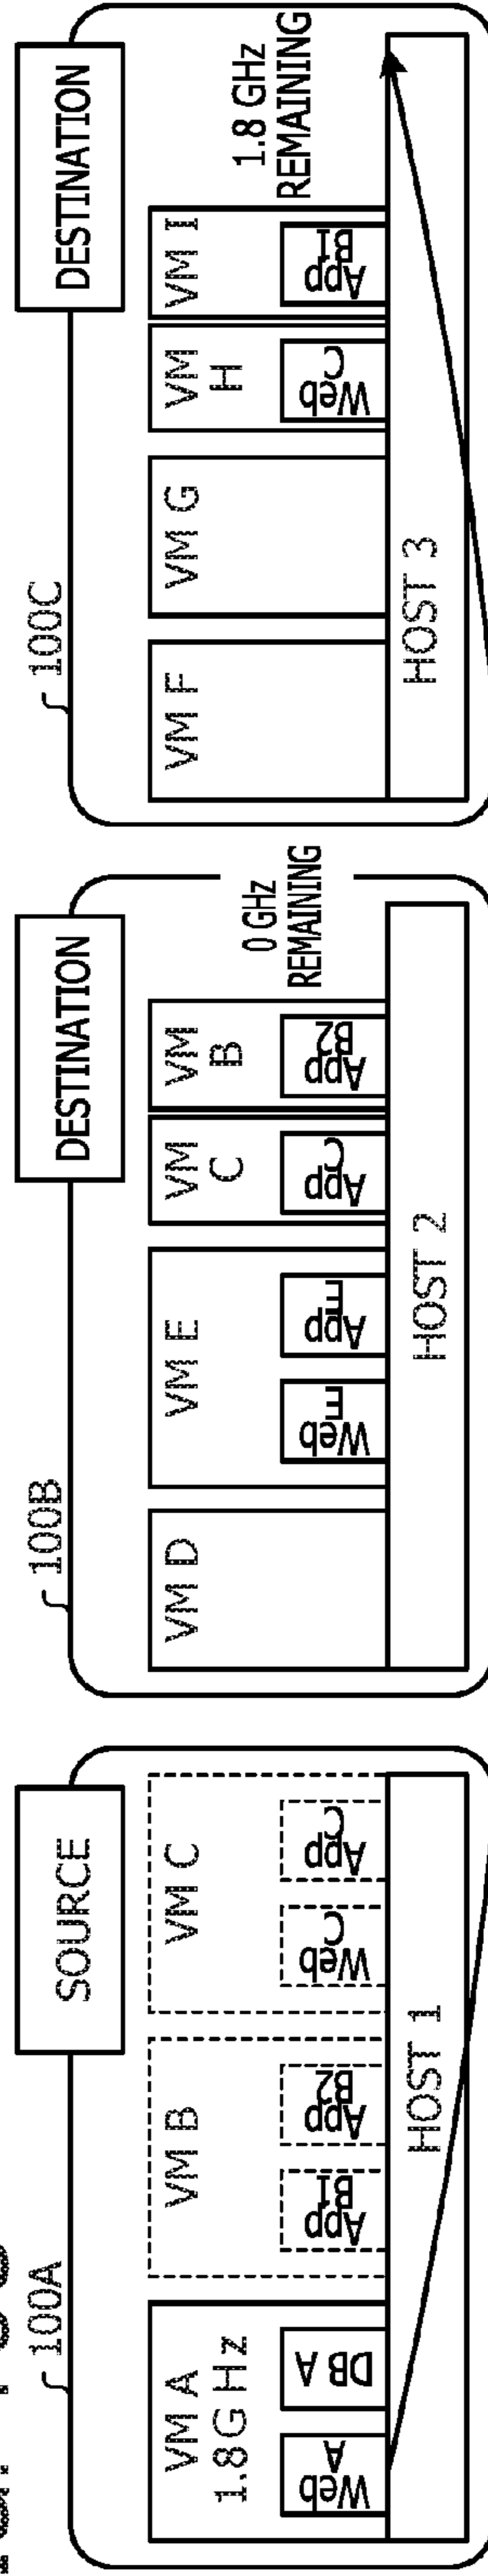 100A
SOURCE
VM A
1.8G Hz
Web
A
DB A
VM B
App
B1
App
B2
VM C
Web
C
App
C
HOST 1
100B
DESTINATION
VM D
VM E
Web
E
App
E
VM
C
App
C
VM
B
App
B2
0 GHz
REMAINING
HOST 2
100C
DESTINATION
VM F
VM G
VM
H
Web
C
VM I
App
B1
1.8 GHz
REMAINING
HOST 3